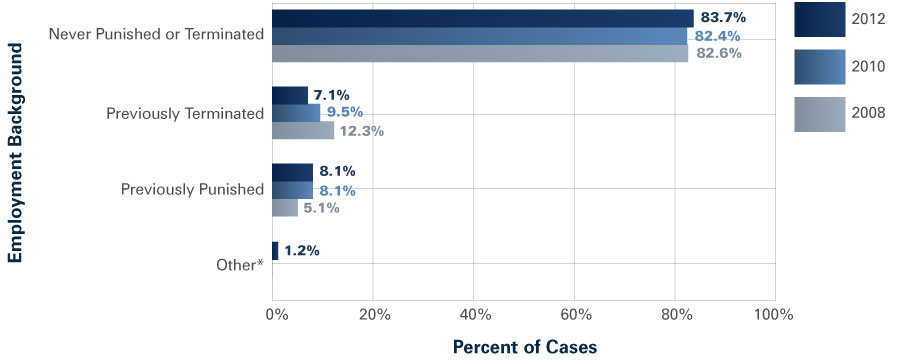 Employment Background
Never Punished or Terminated
83.7%
82.4%
82.6%
Previously Terminated
7.1%
9.5%
12.3%
Previously Punished
8.1%
8.1%
5.1%
Other*
1.2%
0% 20% 40% 60% 80% 100%
Percent of Cases
2012
2010
2008